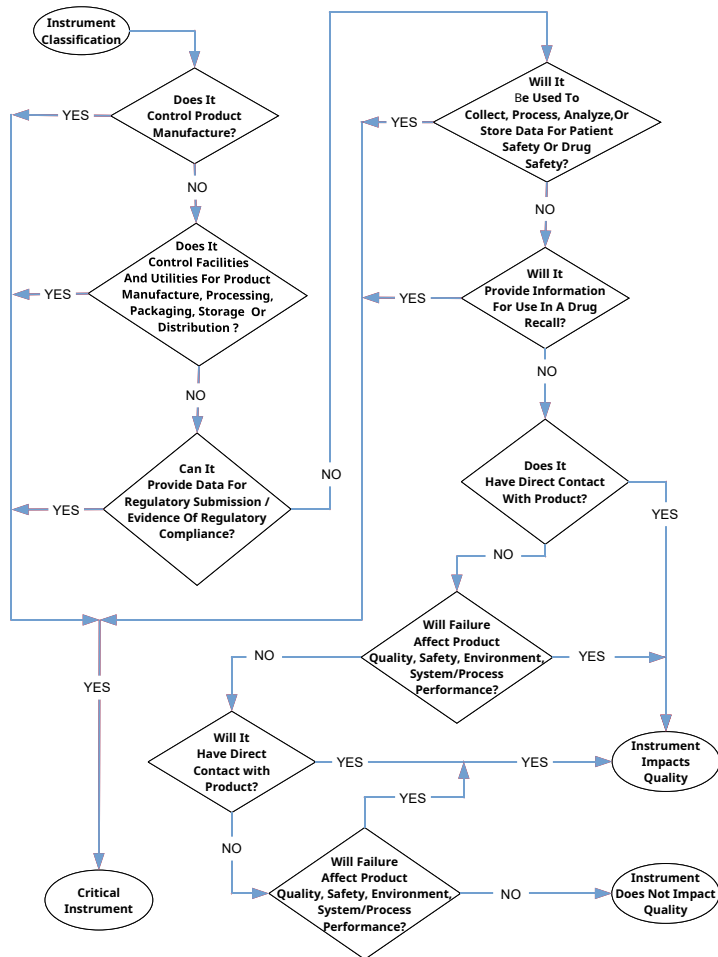 Instrument
Classification
Does It
Control Product
Manufacture?
YES
NO
Does It
Control Facilities
And Utilities For Product
Manufacture, Processing,
Packaging, Storage Or
Distribution ?
YES
NO
Can It
Provide Data For
Regulatory Submission /
Evidence Of Regulatory
Compliance?
YES
NO
Will It
Be Used To
Collect, Process, Analyze,Or
Store Data For Patient
Safety Or Drug
Safety?
YES
NO
Will It
Provide Information
For Use In A Drug
Recall?
YES
NO
Does It
Have Direct Contact
With Product?
YES
NO
Will Failure
Affect Product
Quality, Safety, Environment,
System/Process
Performance?
YES
NO
Will It
Have Direct
Contact with
Product?
YES
YES
NO
Will Failure
Affect Product
Quality, Safety, Environment,
System/Process
Performance?
YES
NO
Instrument
Impacts
Quality
Instrument
Does Not Impact
Quality
YES
Critical
Instrument